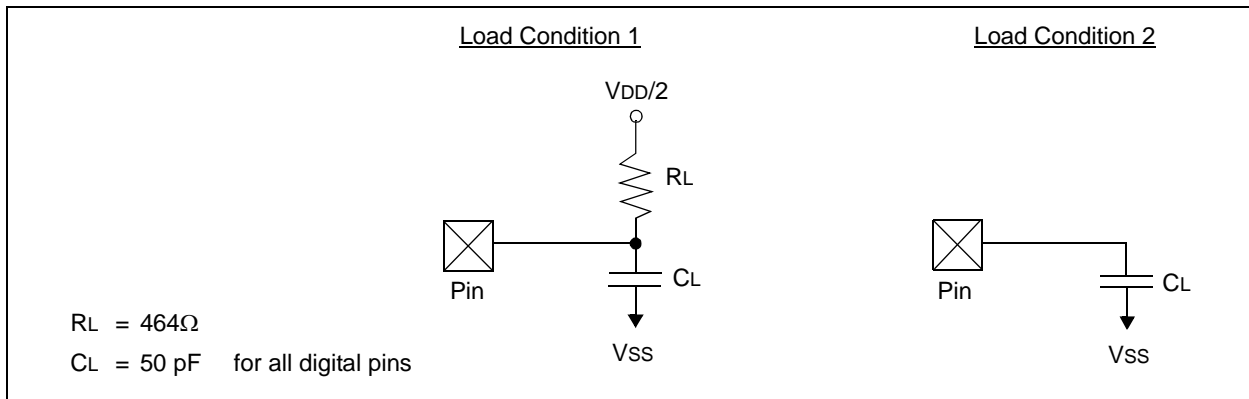 Load Condition 1
Load Condition 2
VDD/2
RL
Pin
CL
VSS
Pin
CL
VSS
RL = 464Ω
CL = 50 pF for all digital pins